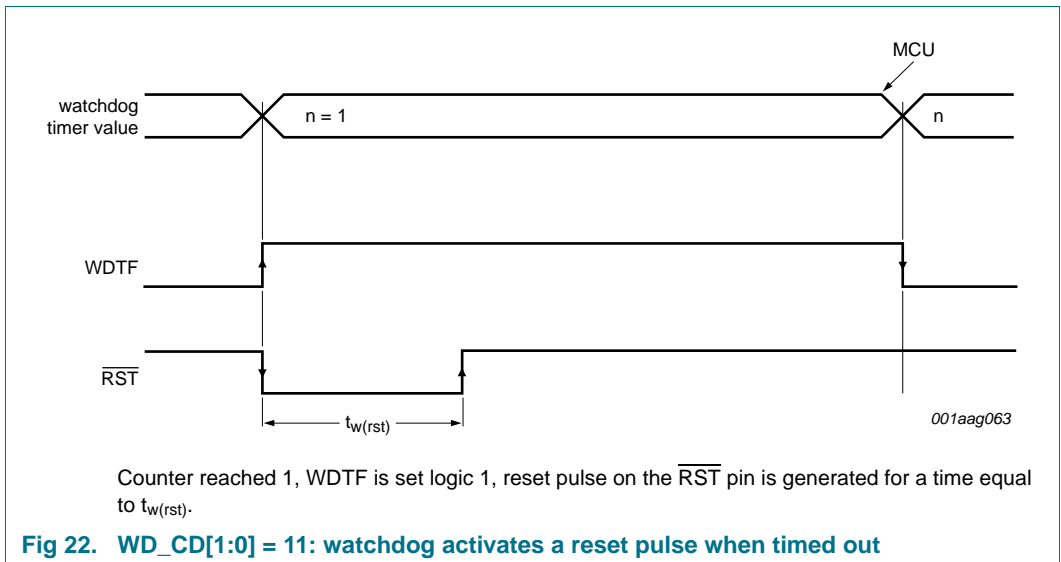 MCU
watchdog
timer value
n = 1
n
WDTF
RST
tw(rst)
001aag063
Counter reached 1, WDTF is set logic 1, reset pulse on the RST pin is generated for a time equal
to tw(rst).
Fig 22. WD_CD[1:0] = 11: watchdog activates a reset pulse when timed out